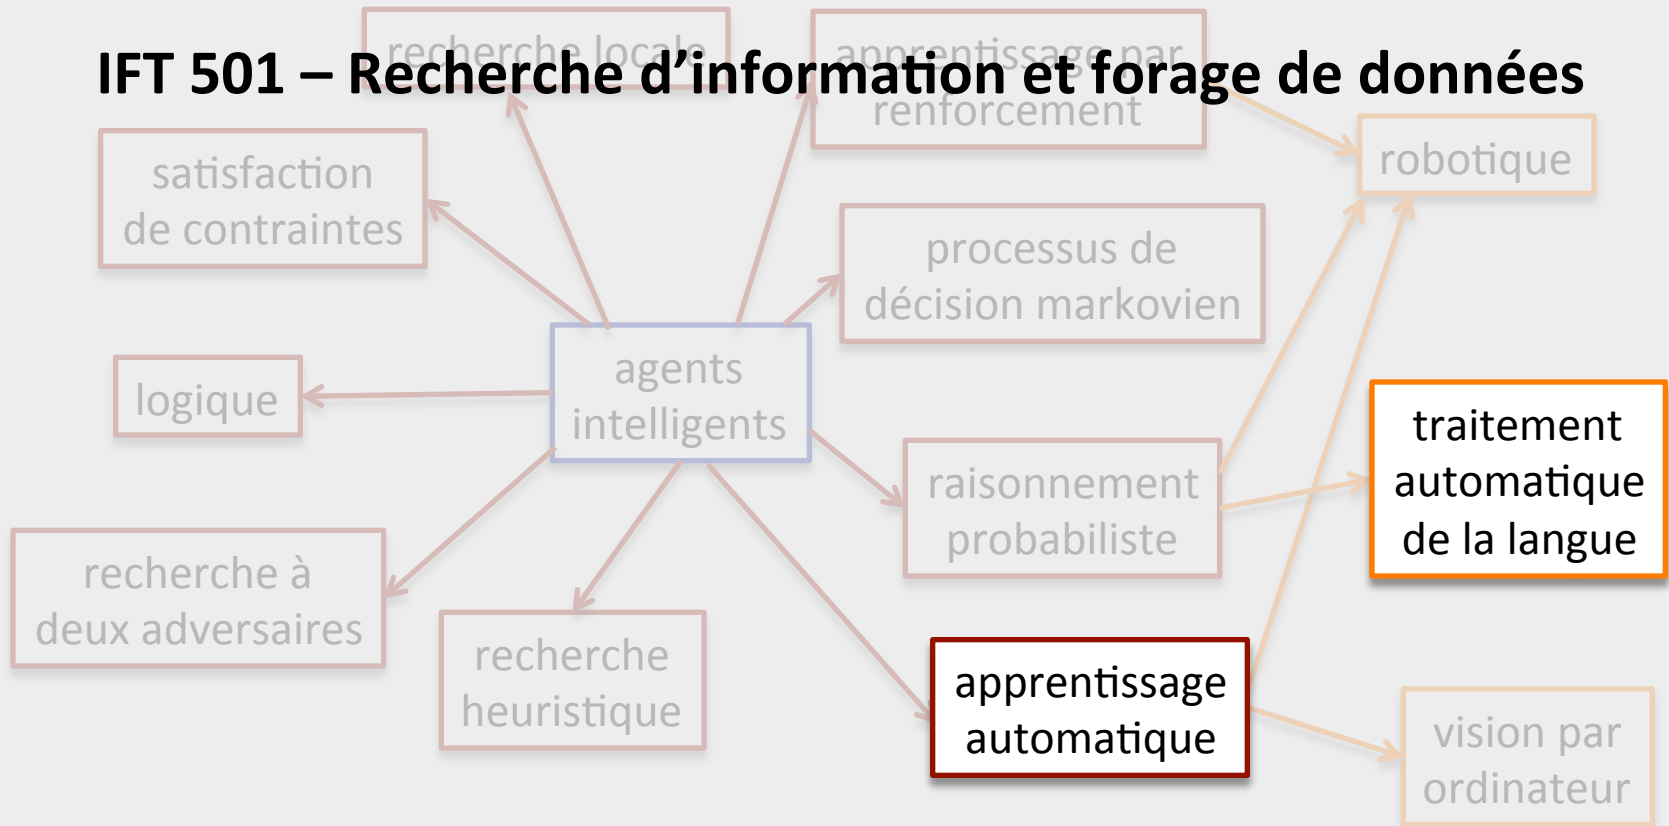 IFT 501 – Recherche d’information et forage de données
recherche locale
apprentissage par
renforcement
robotique
satisfaction
de contraintes
processus de
décision markovien
agents
intelligents
logique
traitement
automatique
de la langue
raisonnement
probabiliste
recherche à
deux adversaires
recherche
heuristique
apprentissage
automatique
vision par
ordinateur